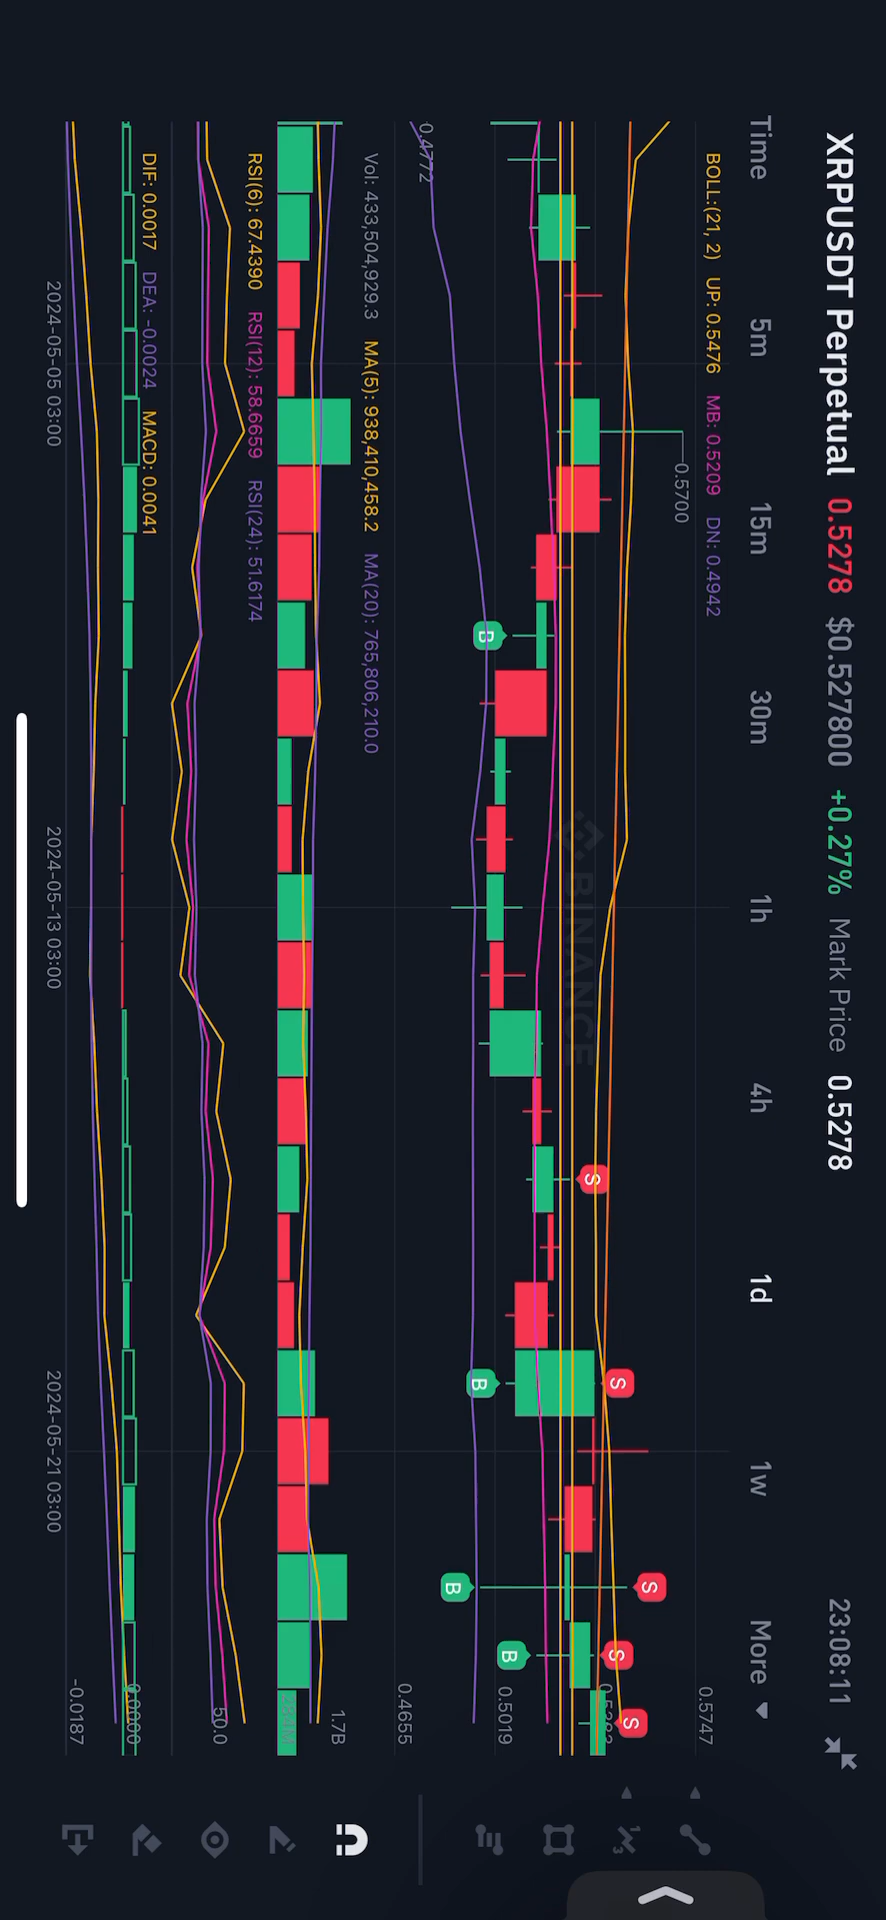 XRPUSDT Perpetual 0.5278 $0.527800 +0.27% Mark Price 0.5278 23:08:11
Time 5m 15m 30m 1h 4h 1d 1w More
BOLL:(21, 2) UP: 0.5476 MB: 0.5209 DN: 0.4942
0.5747
0.5700
S S S S S
0.5383
BINANCE
0.5019
B B B B
0.4772
0.4655
Vol: 433,504,929.3 MA(5): 938,410,458.2 MA(20): 765,806,210.0
1.7B
RSI(6): 67.4390 RSI(12): 58.6659 RSI(24): 51.6174
50.0
DIF: 0.0017 DEA: -0.0024 MACD: 0.0041
0.0000
-0.0187
2024-05-05 03:00 2024-05-13 03:00 2024-05-21 03:00